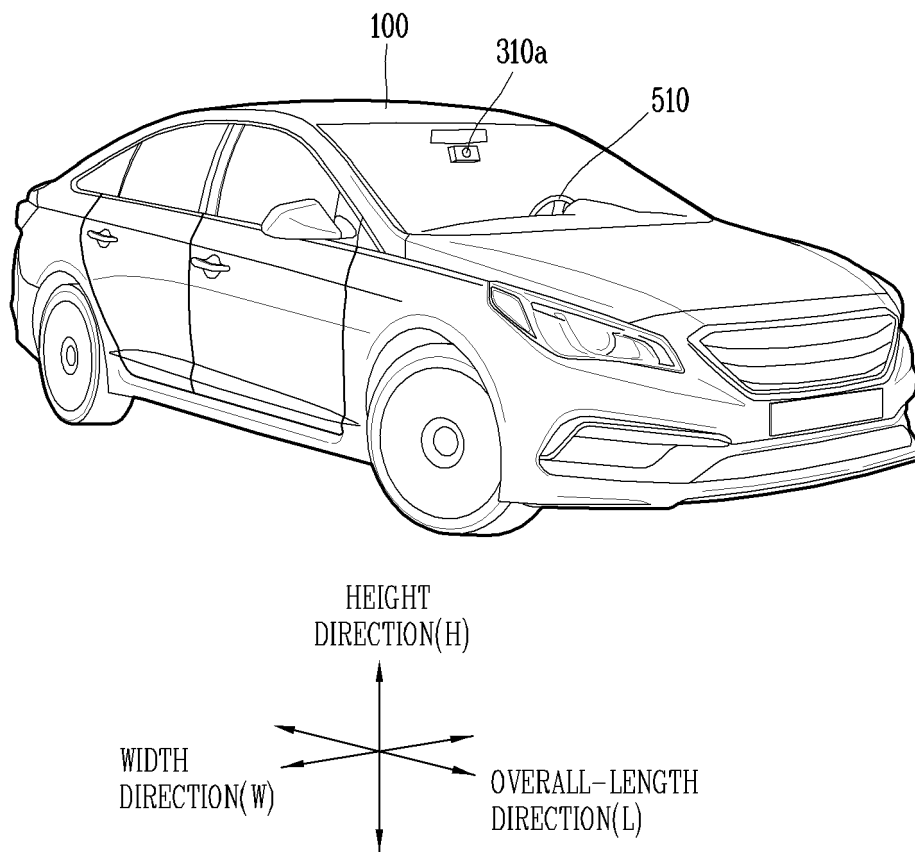 100
310a
510
HEIGHT
DIRECTION(H)
WIDTH
DIRECTION(W)
OVERALL-LENGTH
DIRECTION(L)